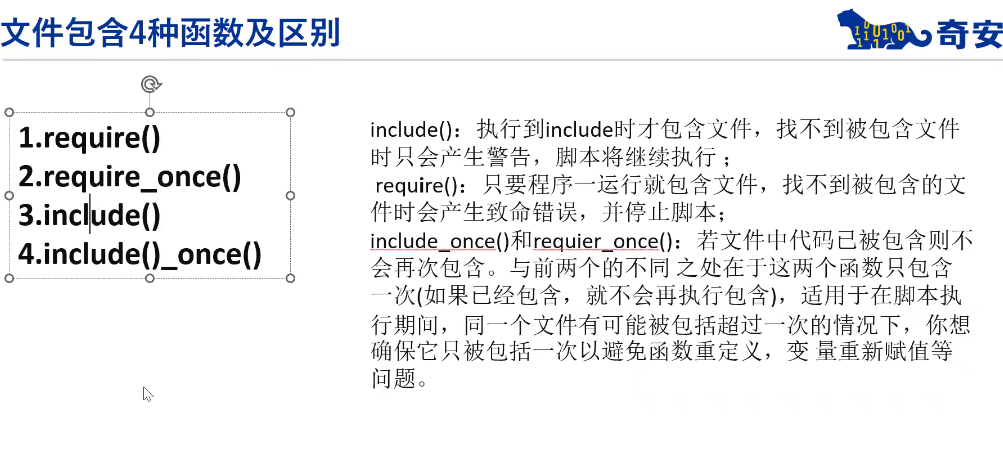 文件包含4种函数及区别
奇安
1.require()
2.require_once()
3.include()
4.include()_once()
include()：执行到include时才包含文件，找不到被包含文件
时只会产生警告，脚本将继续执行；
require()：只要程序一运行就包含文件，找不到被包含的文
件时会产生致命错误，并停止脚本；
include_once()和requier_once()：若文件中代码已被包含则不
会再次包含。与前两个的不同 之处在于这两个函数只包含
一次(如果已经包含，就不会再执行包含)，适用于在脚本执
行期间，同一个文件有可能被包括超过一次的情况下，你想
确保它只被包括一次以避免函数重定义，变 量重新赋值等
问题。